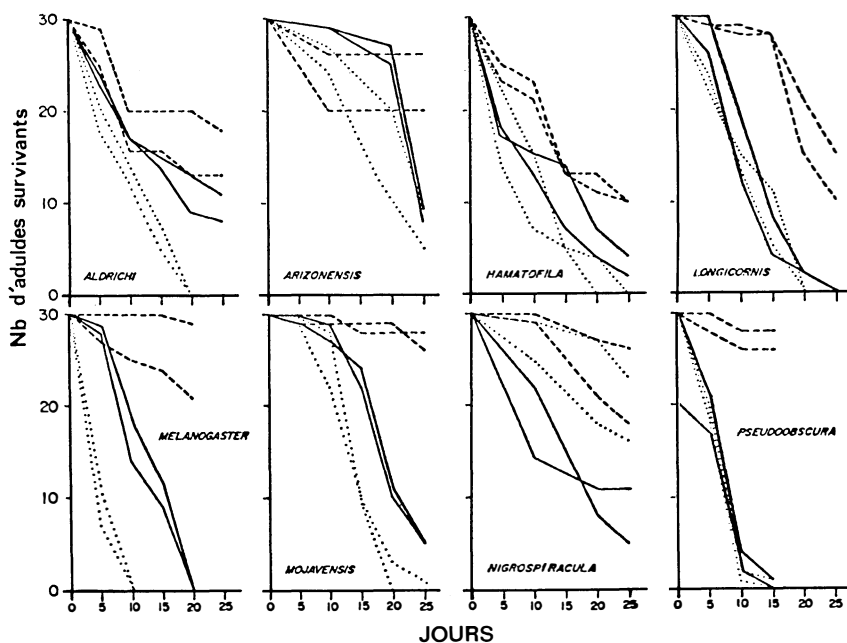 Nb d'aduldes survivants
30
20
10
0
ALDRICHI
ARIZONENSIS
HAMATOFILA
LONGICORNIS
0 5 10 15 20 25
0 5 10 15 20 25
0 5 10 15 20 25
0 5 10 15 20 25
30
20
10
0
MELANOGASTER
MOJAVENSIS
NIGROSPIRACULA
PSEUDOOBSCURA
0 5 10 15 20 25
0 5 10 15 20 25
0 5 10 15 20 25
0 5 10 15 20 25
JOURS